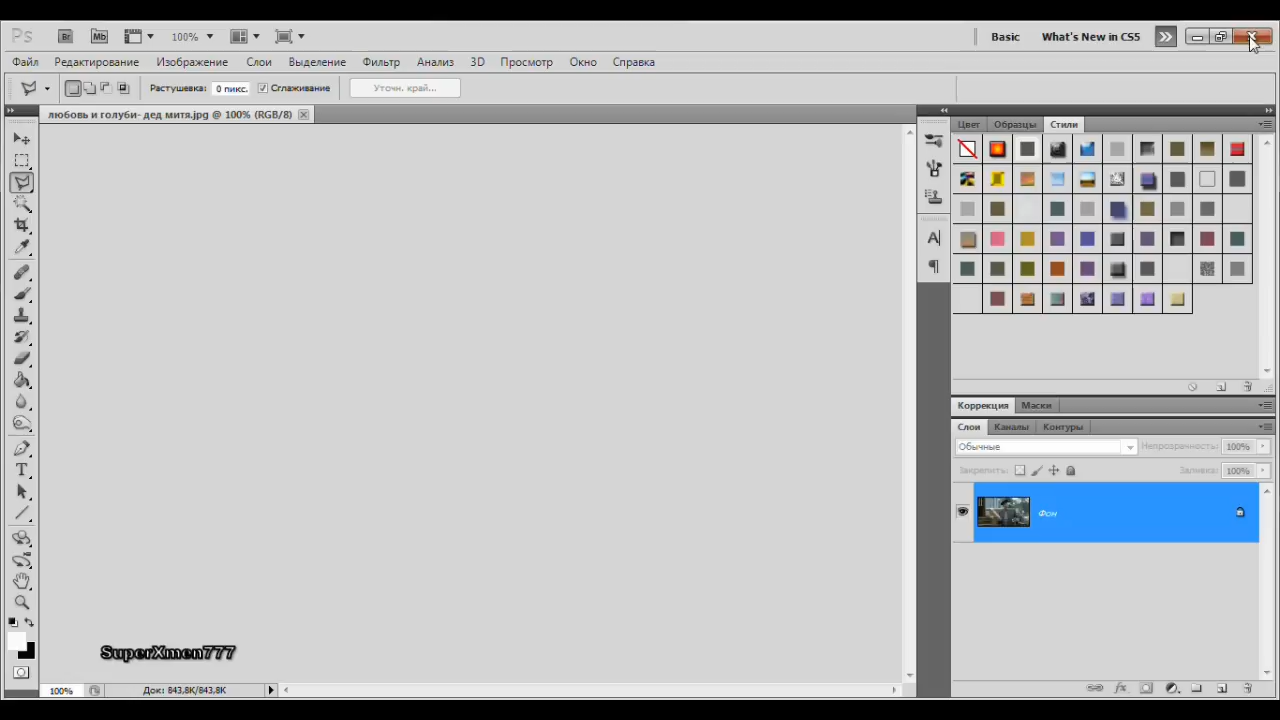 Ps Br Mb 100% Basic What's New in CS5
Файл Редактирование Изображение Слои Выделение Фильтр Анализ 3D Просмотр Окно Справка
Растушевка: 0 пикс. Сглаживание Уточн. край...
любовь и голуби- дед митя.jpg @ 100% (RGB/8)
Цвет Образцы Стили
Коррекция Маски
Слои Каналы Контуры
Обычные Непрозрачность: 100%
Закрепить: Заливка: 100%
Фон
SuperXmen777
100% Док: 843,8K/843,8K